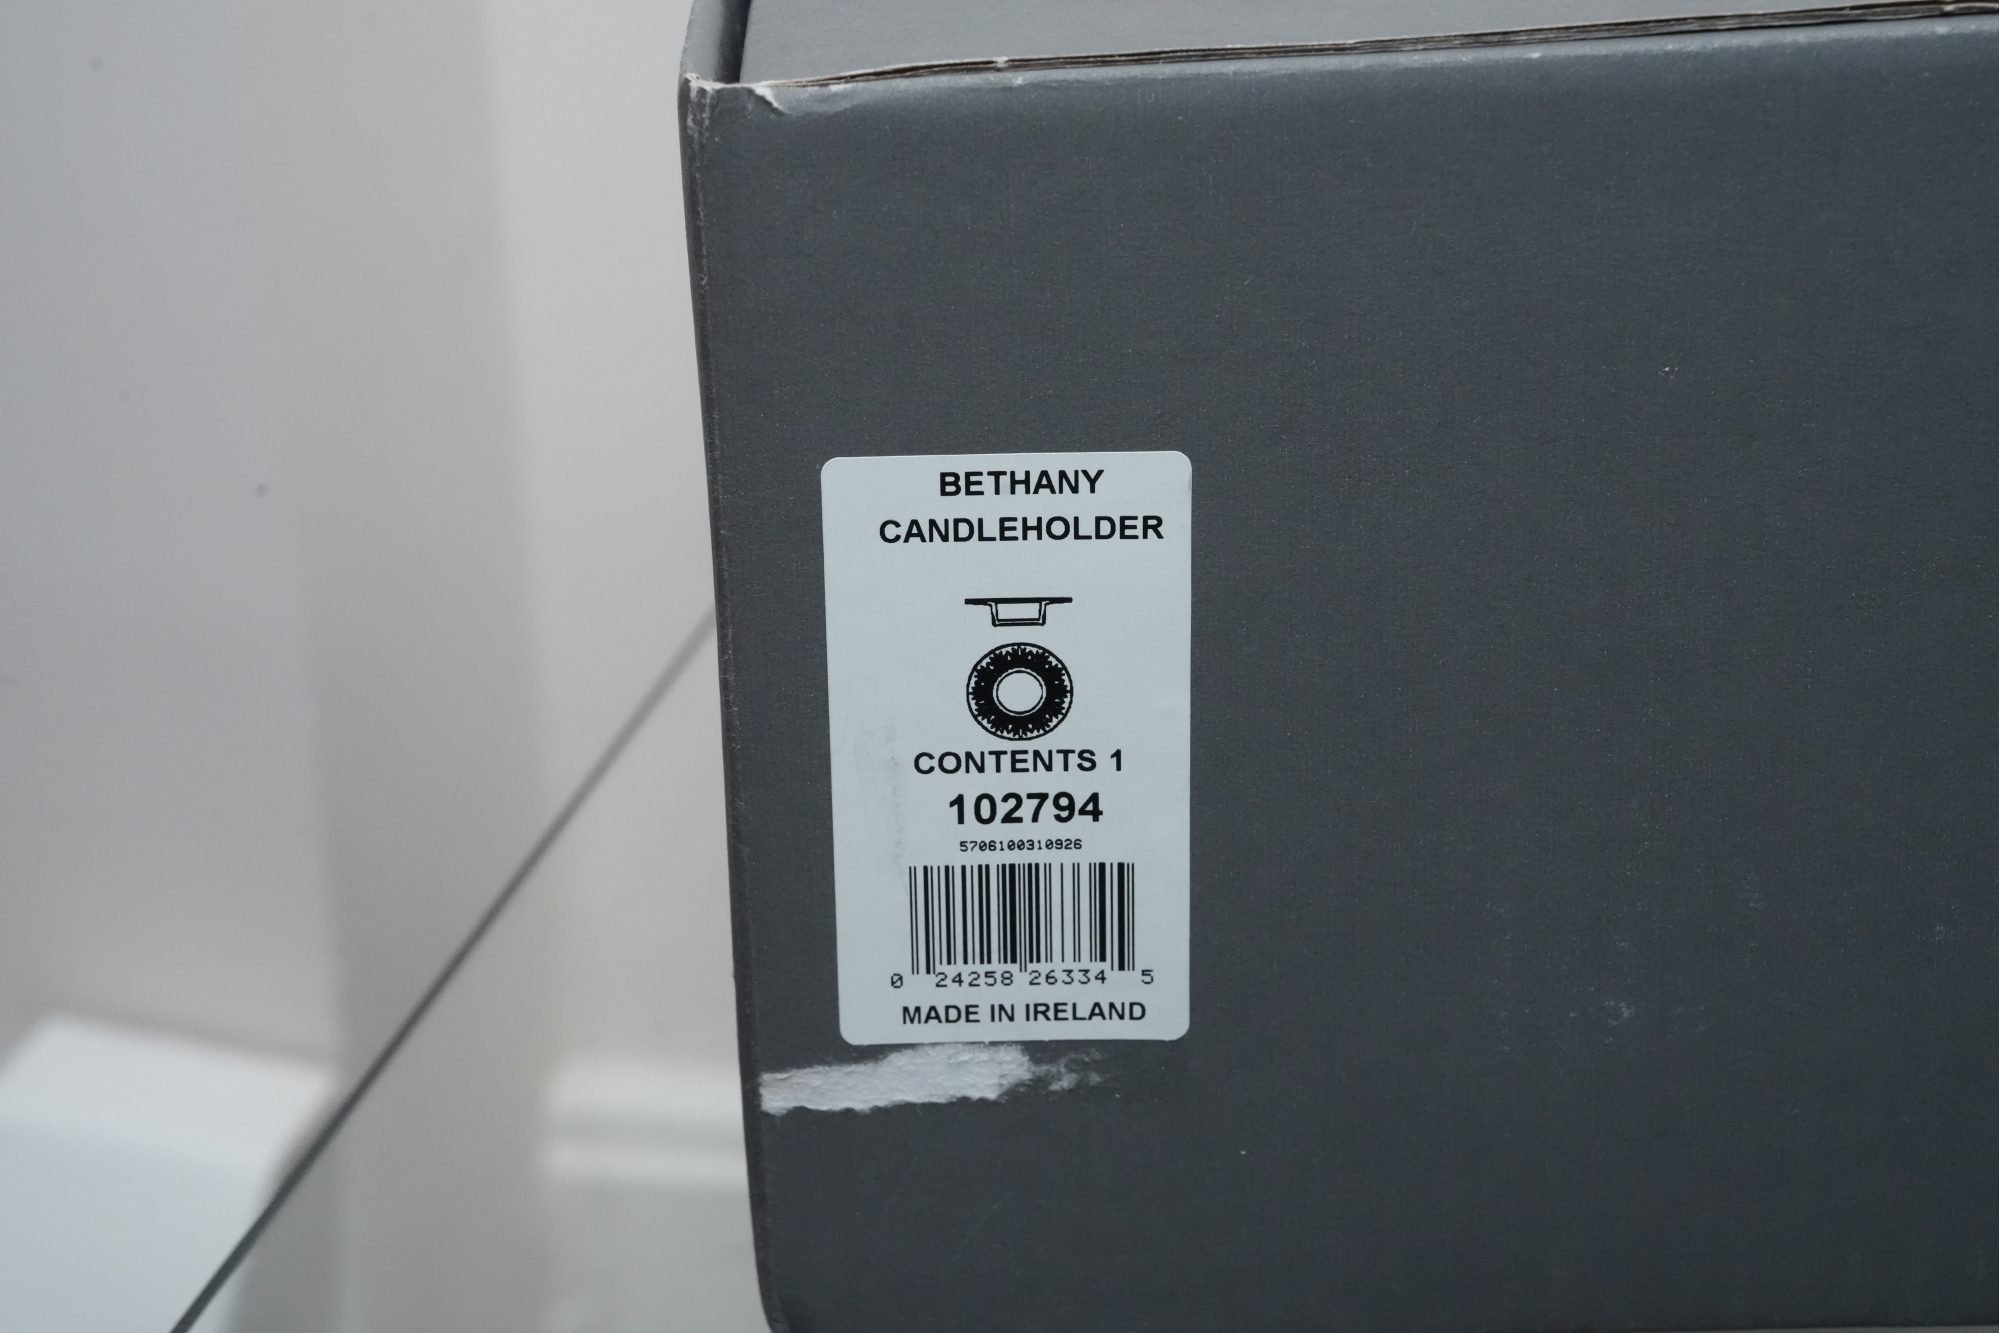 BETHANY
CANDLEHOLDER
CONTENTS 1
102794
5706100310926
0 24258 26334 5
MADE IN IRELAND